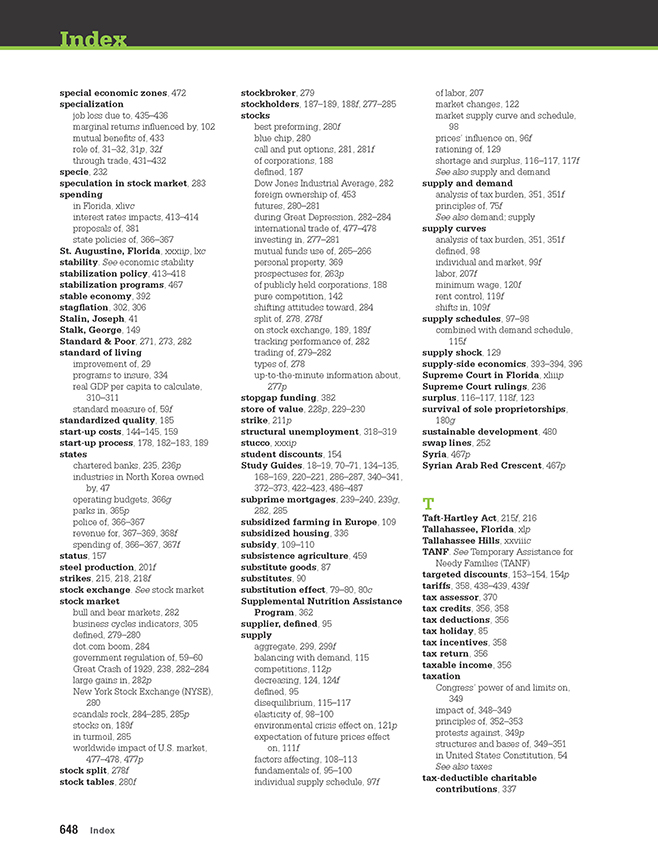 Index
special economic zones, 472
specialization
job loss due to, 435–436
marginal returns influenced by, 102
mutual benefits of, 433
role of, 31–32, 31p, 32f
through trade, 431–432
specie, 232
speculation in stock market, 283
spending
in Florida, xlivc
interest rates impacts, 413–414
proposals of, 381
state policies of, 366–367
St. Augustine, Florida, xxxiip, lxc
stability. See economic stability
stabilization policy, 413–418
stabilization programs, 467
stable economy, 392
stagflation, 302, 306
Stalin, Joseph, 41
Stalk, George, 149
Standard & Poor, 271, 273, 282
standard of living
improvement of, 29
programs to insure, 334
real GDP per capita to calculate,
310–311
standard measure of, 59f
standardized quality, 185
start-up costs, 144–145, 159
start-up process, 178, 182–183, 189
states
chartered banks, 235, 236p
industries in North Korea owned
by, 47
operating budgets, 366g
parks in, 365p
police of, 366–367
revenue for, 367–369, 368f
spending of, 366–367, 367f
status, 157
steel production, 201f
strikes, 215, 218, 218f
stock exchange. See stock market
stock market
bull and bear markets, 282
business cycles indicators, 305
defined, 279–280
dot.com boom, 284
government regulation of, 59–60
Great Crash of 1929, 238, 282–284
large gains in, 282p
New York Stock Exchange (NYSE),
280
scandals rock, 284–285, 285p
stocks on, 189f
in turmoil, 285
worldwide impact of U.S. market,
477–478, 477p
stock split, 278f
stock tables, 280f
stockbroker, 279
stockholders, 187–189, 188f, 277–285
stocks
best preforming, 280f
blue chip, 280
call and put options, 281, 281f
of corporations, 188
defined, 187
Dow Jones Industrial Average, 282
foreign ownership of, 453
futures, 280–281
during Great Depression, 282–284
international trade of, 477–478
investing in, 277–281
mutual funds use of, 265–266
personal property, 369
prospectuses for, 263p
of publicly held corporations, 188
pure competition, 142
shifting attitudes toward, 284
split of, 278, 278f
on stock exchange, 189, 189f
tracking performance of, 282
trading of, 279–282
types of, 278
up-to-the-minute information about,
277p
stopgap funding, 382
store of value, 228p, 229–230
strike, 211p
structural unemployment, 318–319
stucco, xxxip
student discounts, 154
Study Guides, 18–19, 70–71, 134–135,
168–169, 220–221, 286–287, 340–341,
372–373, 422–423, 486–487
subprime mortgages, 239–240, 239g,
282, 285
subsidized farming in Europe, 109
subsidized housing, 336
subsidy, 109–110
subsistence agriculture, 459
substitute goods, 87
substitutes, 90
substitution effect, 79–80, 80c
Supplemental Nutrition Assistance
Program, 362
supplier, defined, 95
supply
aggregate, 299, 299f
balancing with demand, 115
competitions, 112p
decreasing, 124, 124f
defined, 95
disequilibrium, 115–117
elasticity of, 98–100
environmental crisis effect on, 121p
expectation of future prices effect
on, 111f
factors affecting, 108–113
fundamentals of, 95–100
individual supply schedule, 97f
of labor, 207
market changes, 122
market supply curve and schedule,
98
prices' influence on, 96f
rationing of, 129
shortage and surplus, 116–117, 117f
See also supply and demand
supply and demand
analysis of tax burden, 351, 351f
principles of, 75f
See also demand; supply
supply curves
analysis of tax burden, 351, 351f
defined, 98
individual and market, 99f
labor, 207f
minimum wage, 120f
rent control, 119f
shifts in, 109f
supply schedules, 97–98
combined with demand schedule,
115f
supply shock, 129
supply-side economics, 393–394, 396
Supreme Court in Florida, xliiip
Supreme Court rulings, 236
surplus, 116–117, 118f, 123
survival of sole proprietorships,
180g
sustainable development, 480
swap lines, 252
Syria, 467p
Syrian Arab Red Crescent, 467p
T
Taft-Hartley Act, 215f, 216
Tallahassee, Florida, xlp
Tallahassee Hills, xxviiic
TANF. See Temporary Assistance for
Needy Families (TANF)
targeted discounts, 153–154, 154p
tariffs, 358, 438–439, 439f
tax assessor, 370
tax credits, 356, 358
tax deductions, 356
tax holiday, 85
tax incentives, 358
tax return, 356
taxable income, 356
taxation
Congress' power of and limits on,
349
impact of, 348–349
principles of, 352–353
protests against, 349p
structures and bases of, 349–351
in United States Constitution, 54
See also taxes
tax-deductible charitable
contributions, 337
648 Index